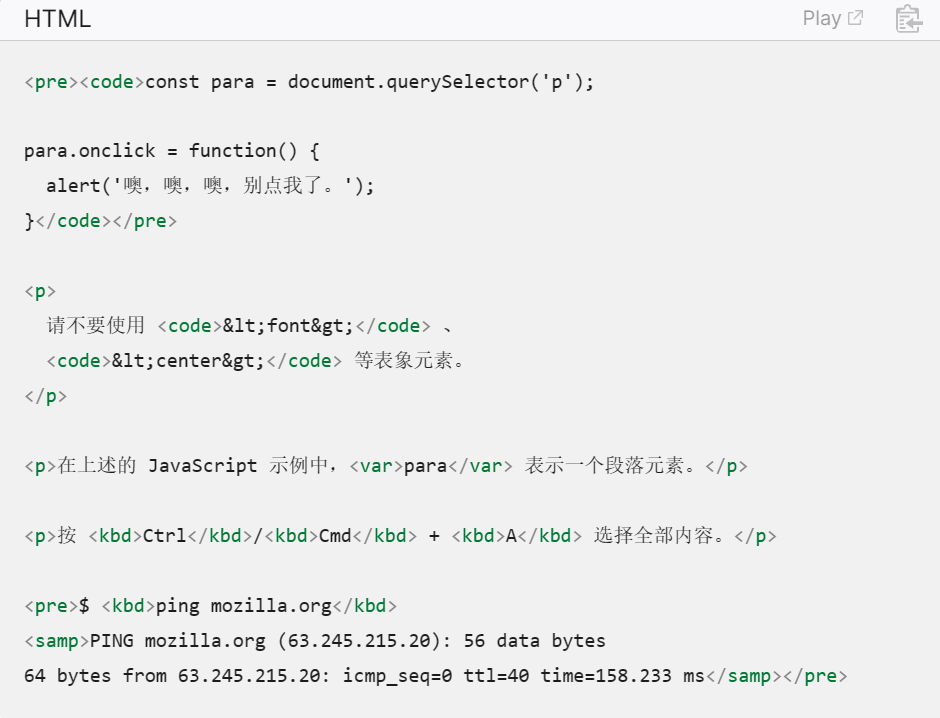 HTML
Play
<pre><code>const para = document.querySelector('p');
para.onclick = function() {
  alert('噢，噢，噢，别点我了。');
}</code></pre>
<p>
  请不要使用 <code>&lt;font&gt;</code> 、
  <code>&lt;center&gt;</code> 等表象元素。
</p>
<p>在上述的 JavaScript 示例中，<var>para</var> 表示一个段落元素。</p>
<p>按 <kbd>Ctrl</kbd>/<kbd>Cmd</kbd> + <kbd>A</kbd> 选择全部内容。</p>
<pre>$ <kbd>ping mozilla.org</kbd>
<samp>PING mozilla.org (63.245.215.20): 56 data bytes
64 bytes from 63.245.215.20: icmp_seq=0 ttl=40 time=158.233 ms</samp></pre>